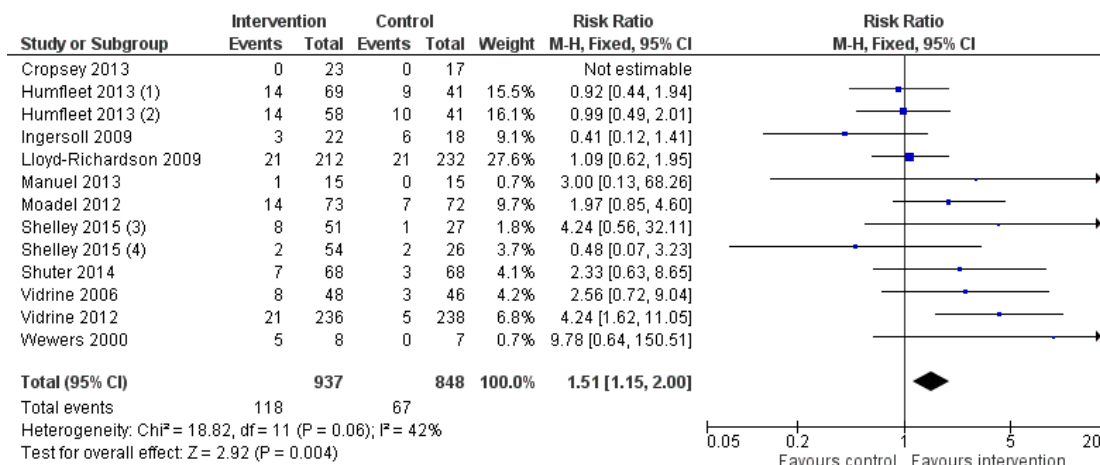 Intervention Control Risk Ratio Risk Ratio
Study or Subgroup Events Total Events Total Weight M-H, Fixed, 95% CI M-H, Fixed, 95% CI
Cropsey 2013 0 23 0 17 Not estimable
Humfleet 2013 (1) 14 69 9 41 15.5% 0.92 [0.44, 1.94]
Humfleet 2013 (2) 14 58 10 41 16.1% 0.99 [0.49, 2.01]
Ingersoll 2009 3 22 6 18 9.1% 0.41 [0.12, 1.41]
Lloyd-Richardson 2009 21 212 21 232 27.6% 1.09 [0.62, 1.95]
Manuel 2013 1 15 0 15 0.7% 3.00 [0.13, 68.26]
Moadel 2012 14 73 7 72 9.7% 1.97 [0.85, 4.60]
Shelley 2015 (3) 8 51 1 27 1.8% 4.24 [0.56, 32.11]
Shelley 2015 (4) 2 54 2 26 3.7% 0.48 [0.07, 3.23]
Shuter 2014 7 68 3 68 4.1% 2.33 [0.63, 8.65]
Vidrine 2006 8 48 3 46 4.2% 2.56 [0.72, 9.04]
Vidrine 2012 21 236 5 238 6.8% 4.24 [1.62, 11.05]
Wewers 2000 5 8 0 7 0.7% 9.78 [0.64, 150.51]
Total (95% CI) 937 848 100.0% 1.51 [1.15, 2.00]
Total events 118 67
Heterogeneity: Chi² = 18.82, df = 11 (P = 0.06); I² = 42%
Test for overall effect: Z = 2.92 (P = 0.004)
0.05 0.2 1 5 20
Favours control Favours intervention